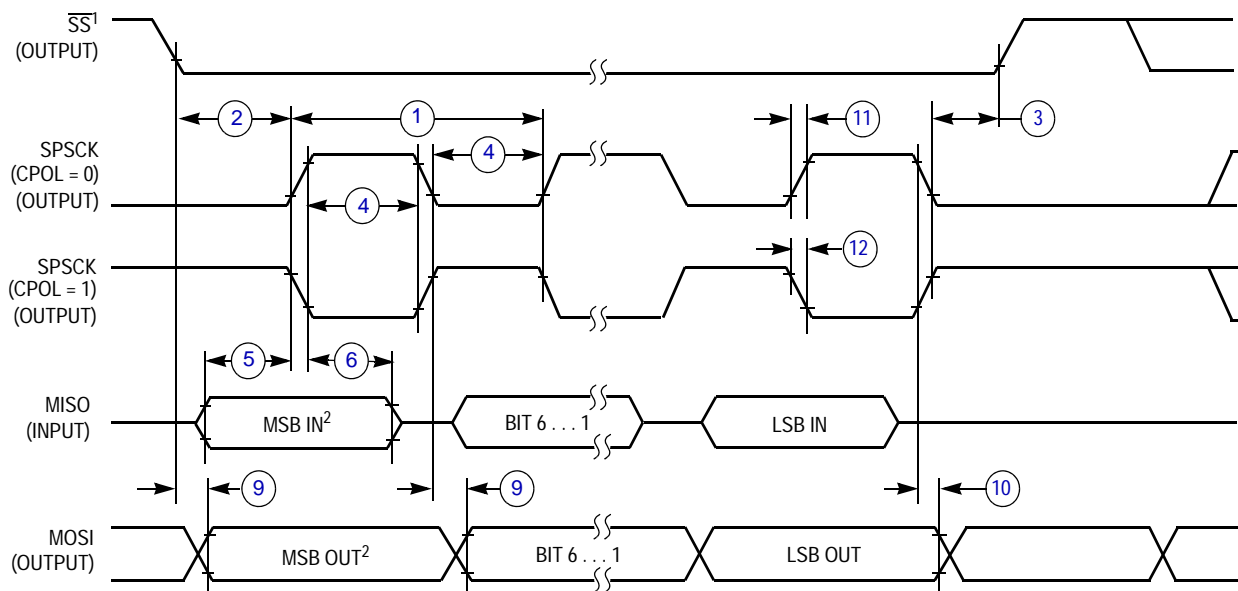 SS¹
(OUTPUT)
2
1
11
3
SPSCK
(CPOL = 0)
(OUTPUT)
4
4
SPSCK
(CPOL = 1)
(OUTPUT)
12
5
6
MISO
(INPUT)
MSB IN²
BIT 6 . . . 1
LSB IN
9
9
10
MOSI
(OUTPUT)
MSB OUT²
BIT 6 . . . 1
LSB OUT